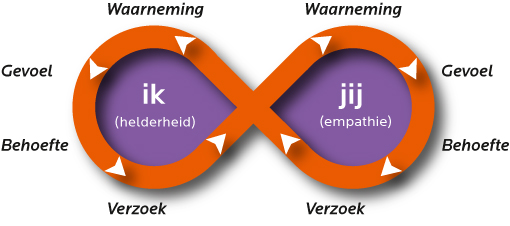 Waarneming
Waarneming
Gevoel
Gevoel
ik
jij
(helderheid)
(empathie)
Behoefte
Behoefte
Verzoek
Verzoek